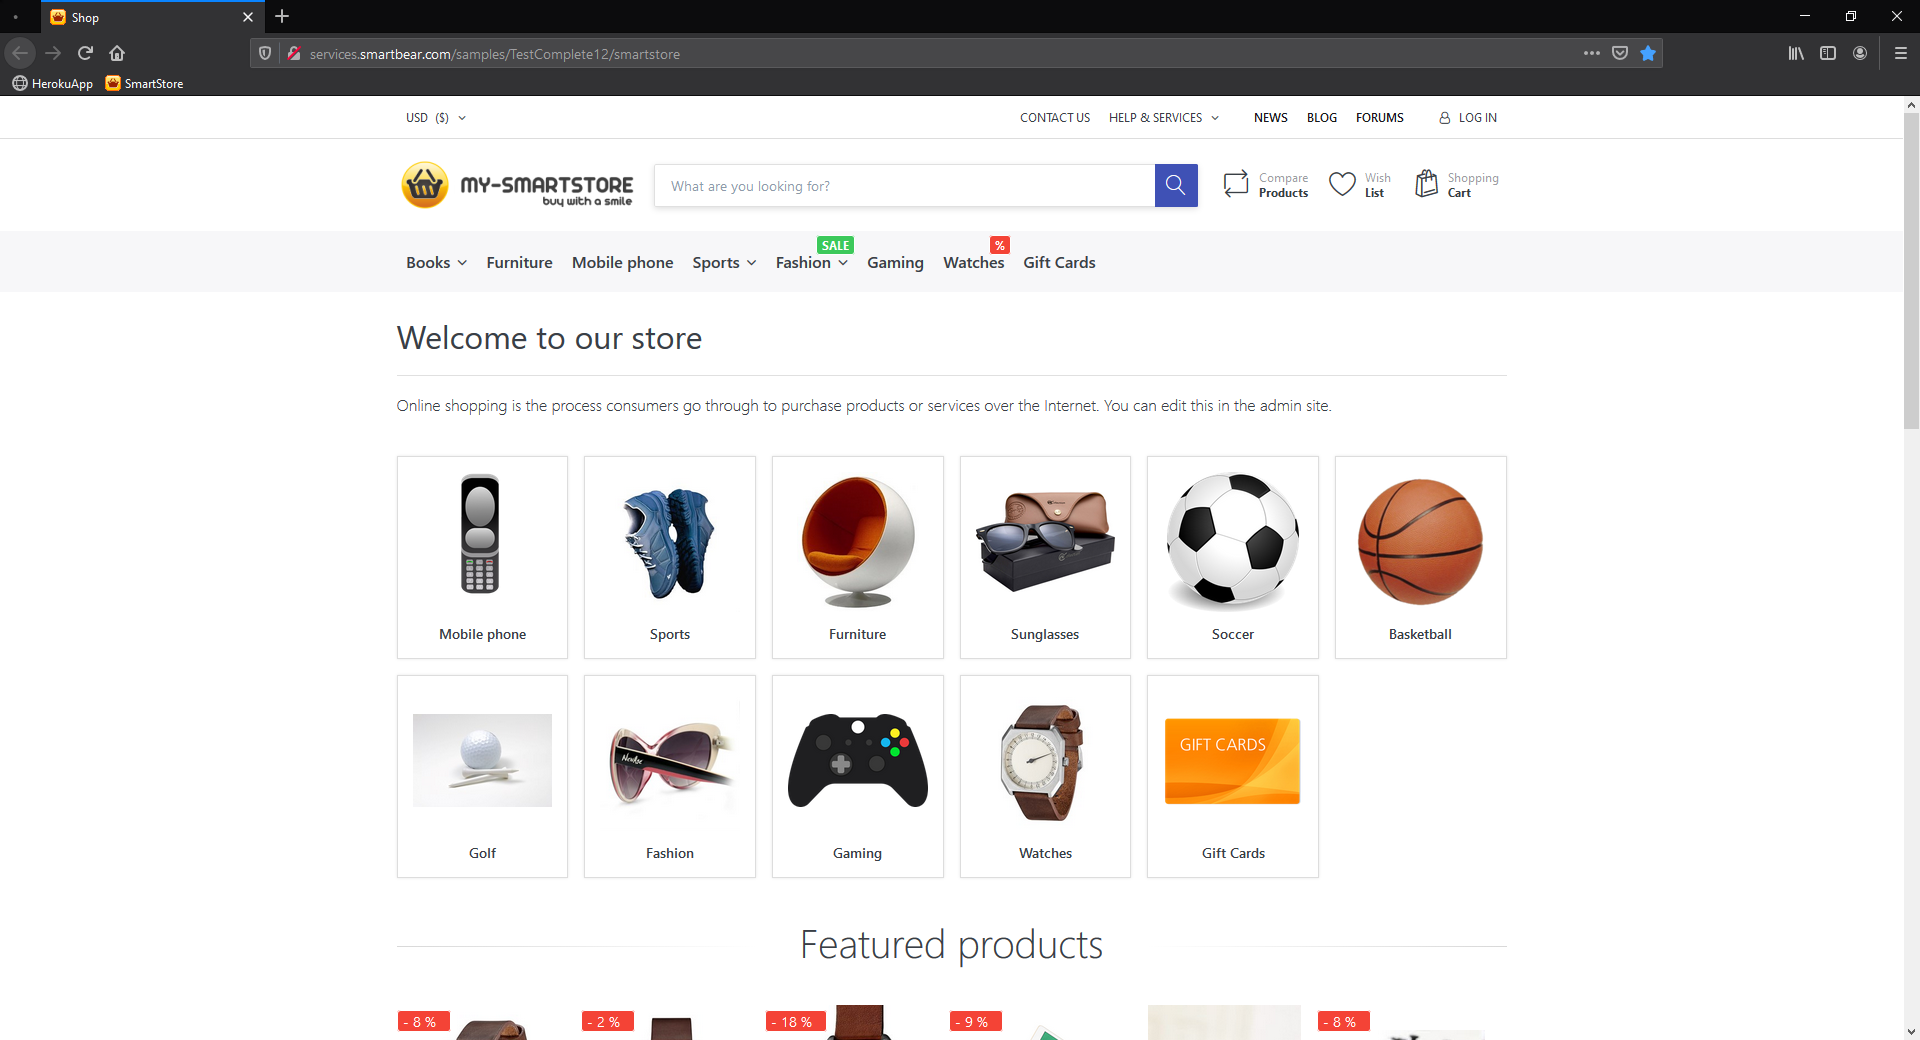 Shop
services.smartbear.com/samples/TestComplete12/smartstore
HerokuApp SmartStore
USD ($) CONTACT US HELP & SERVICES NEWS BLOG FORUMS LOG IN
MY-SMARTSTORE
buy with a smile
What are you looking for?
Compare
Products
Wish
List
Shopping
Cart
SALE %
Books Furniture Mobile phone Sports Fashion Gaming Watches Gift Cards
Welcome to our store
Online shopping is the process consumers go through to purchase products or services over the Internet. You can edit this in the admin site.
Mobile phone Sports Furniture Sunglasses Soccer Basketball
GIFT CARDS
Golf Fashion Gaming Watches Gift Cards
Featured products
- 8 % - 2 % - 18 % - 9 % - 8 %